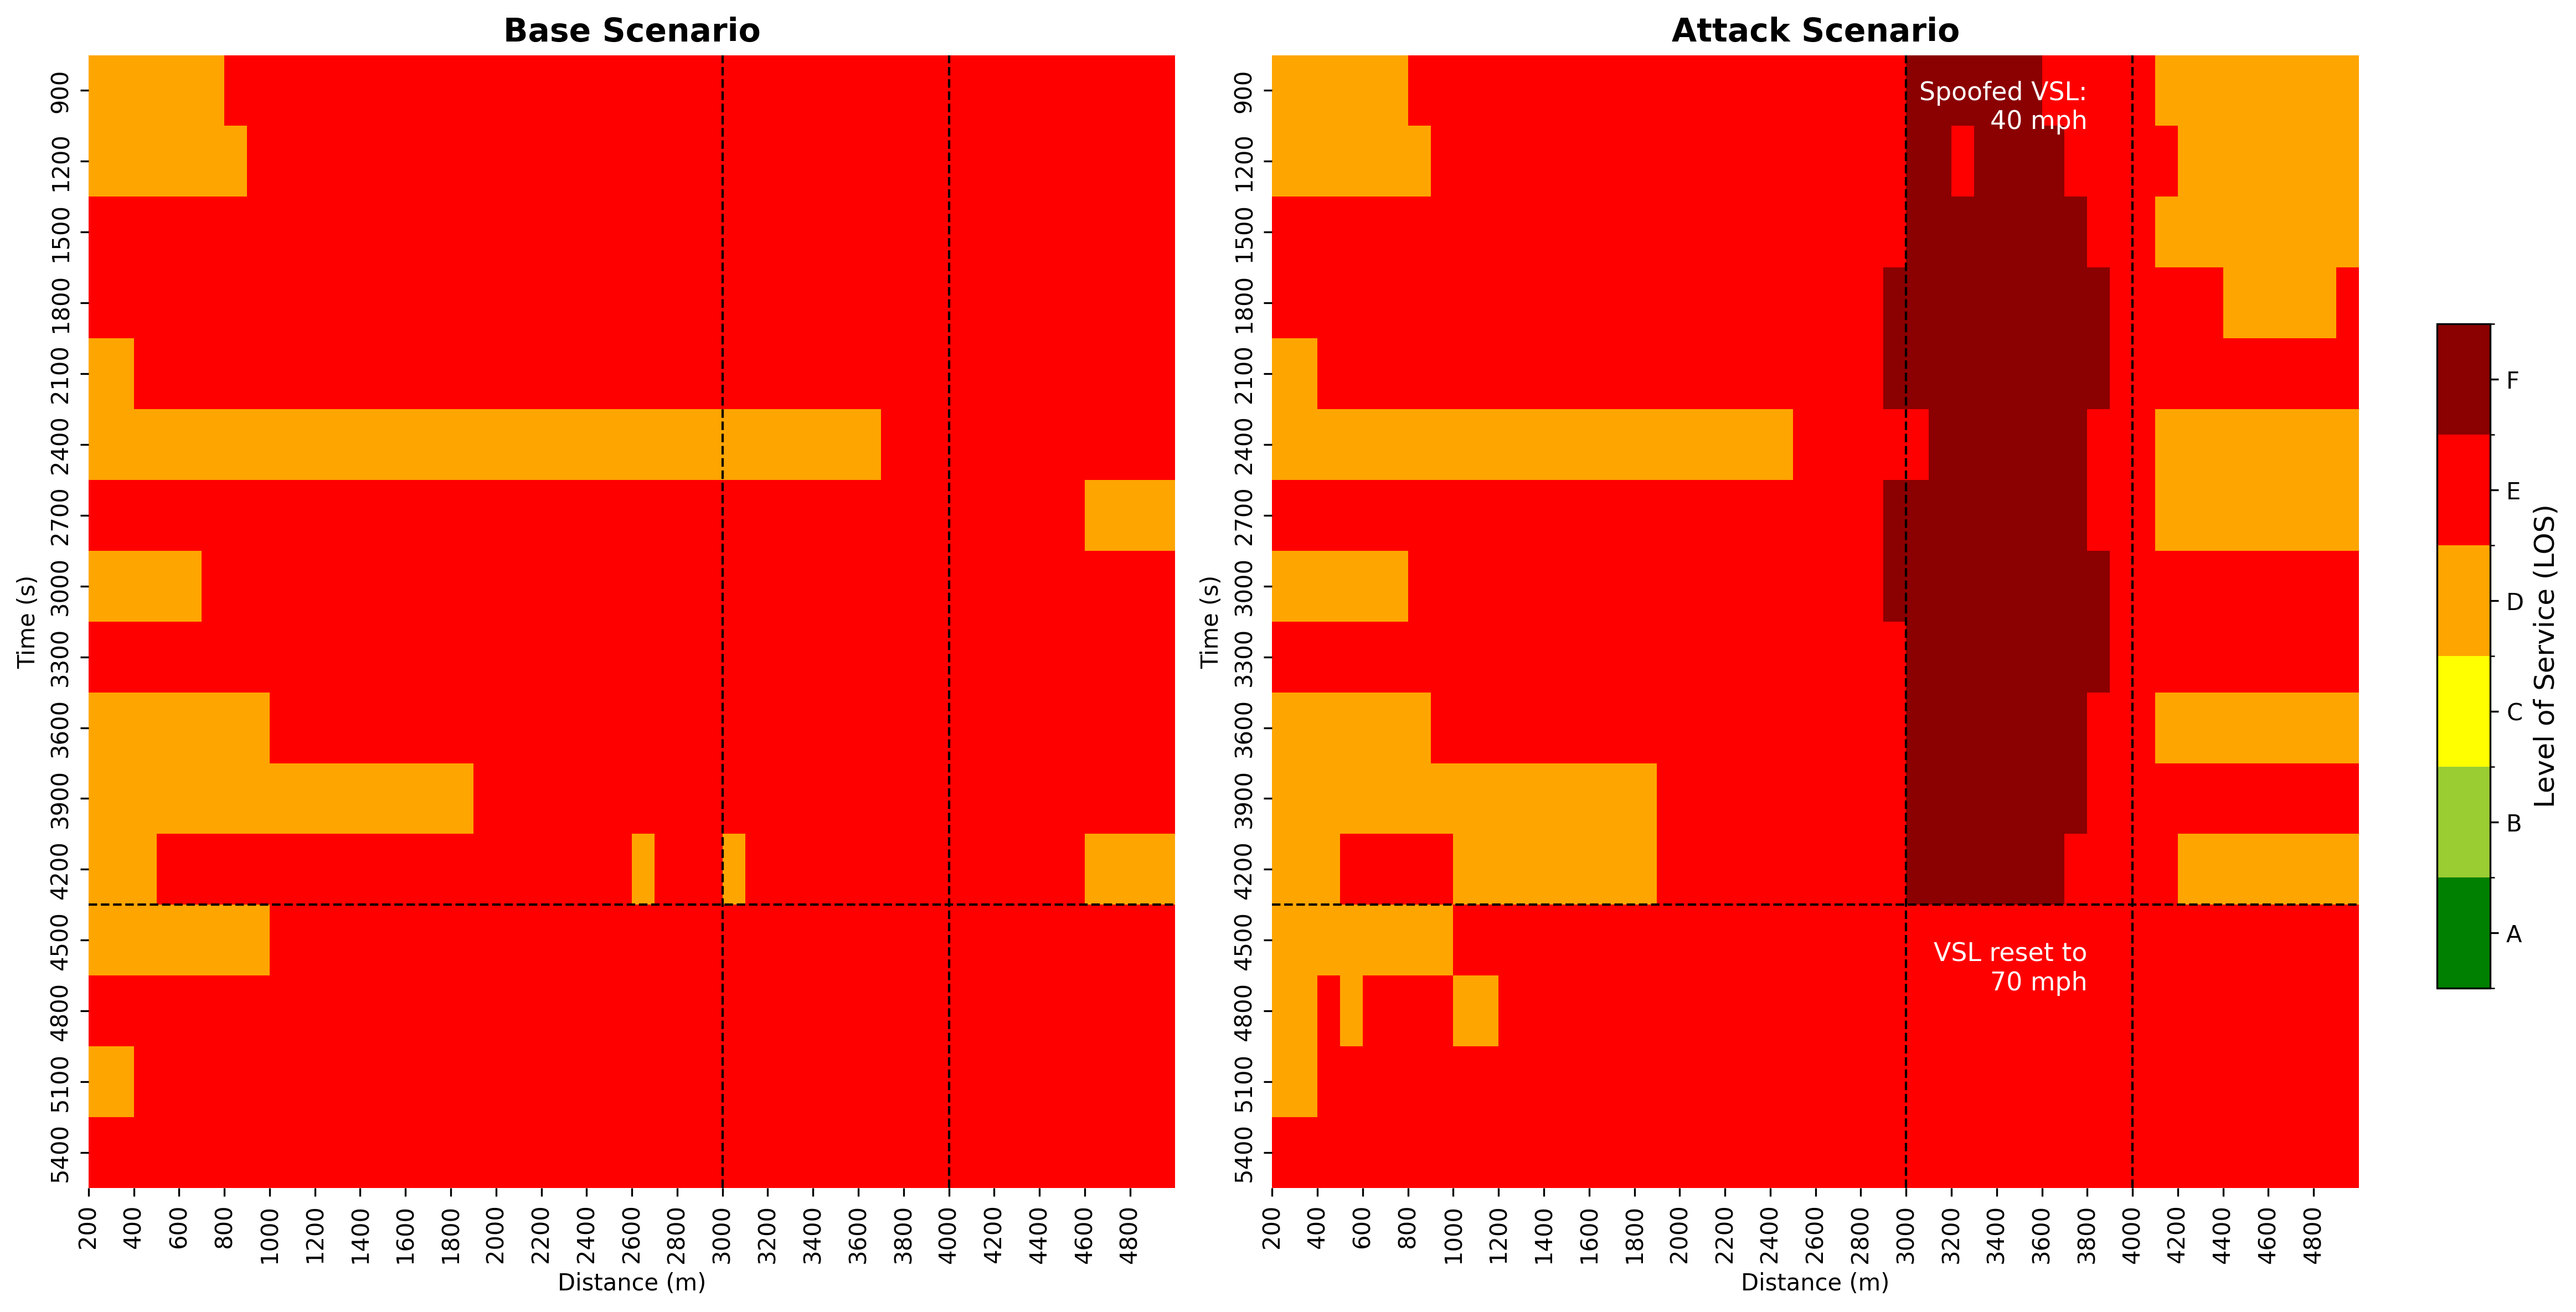 Base Scenario
Time (s)
900
1200
1500
1800
2100
2400
2700
3000
3300
3600
3900
4200
4500
4800
5100
5400
200 400 600 800 1000 1200 1400 1600 1800 2000 2200 2400 2600 2800 3000 3200 3400 3600 3800 4000 4200 4400 4600 4800
Distance (m)
Attack Scenario
Time (s)
900
1200
1500
1800
2100
2400
2700
3000
3300
3600
3900
4200
4500
4800
5100
5400
Spoofed VSL:
40 mph
VSL reset to
70 mph
200 400 600 800 1000 1200 1400 1600 1800 2000 2200 2400 2600 2800 3000 3200 3400 3600 3800 4000 4200 4400 4600 4800
Distance (m)
F
E
D
C
B
A
Level of Service (LOS)